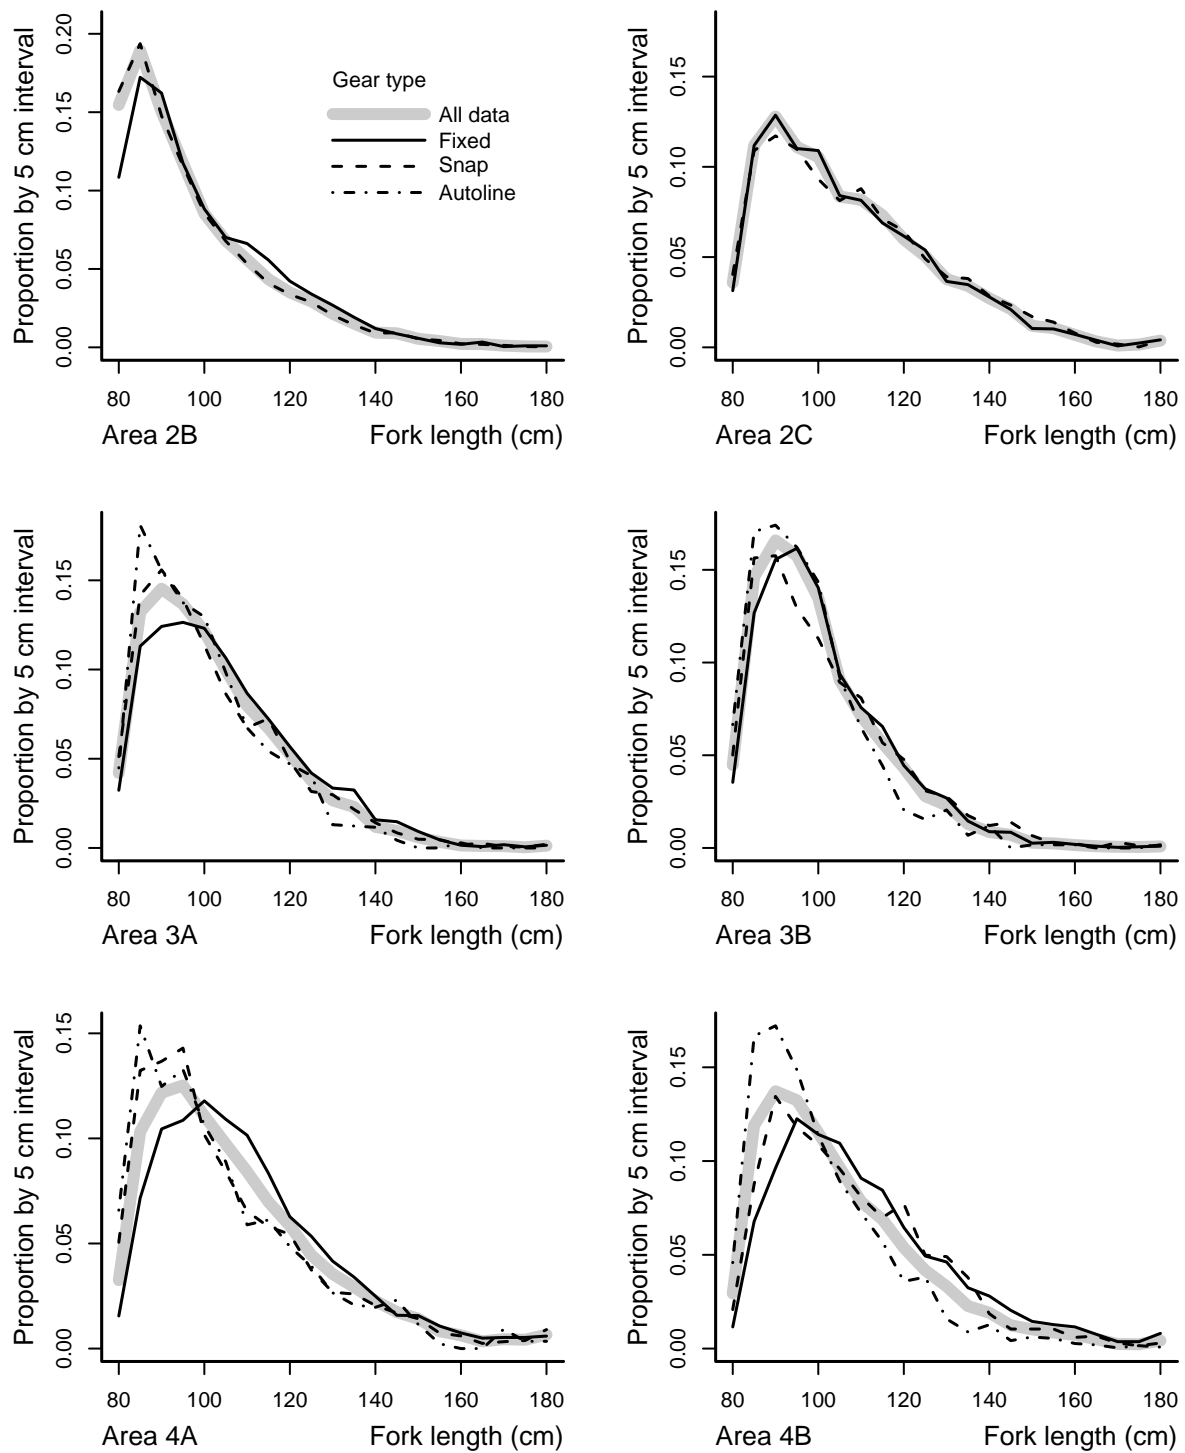 Proportion by 5 cm interval
0.00 0.05 0.10 0.15 0.20
Gear type
All data
Fixed
Snap
Autoline
80 100 120 140 160 180
Area 2B Fork length (cm)
Proportion by 5 cm interval
0.00 0.05 0.10 0.15
80 100 120 140 160 180
Area 2C Fork length (cm)
Proportion by 5 cm interval
0.00 0.05 0.10 0.15
80 100 120 140 160 180
Area 3A Fork length (cm)
Proportion by 5 cm interval
0.00 0.05 0.10 0.15
80 100 120 140 160 180
Area 3B Fork length (cm)
Proportion by 5 cm interval
0.00 0.05 0.10 0.15
80 100 120 140 160 180
Area 4A Fork length (cm)
Proportion by 5 cm interval
0.00 0.05 0.10 0.15
80 100 120 140 160 180
Area 4B Fork length (cm)